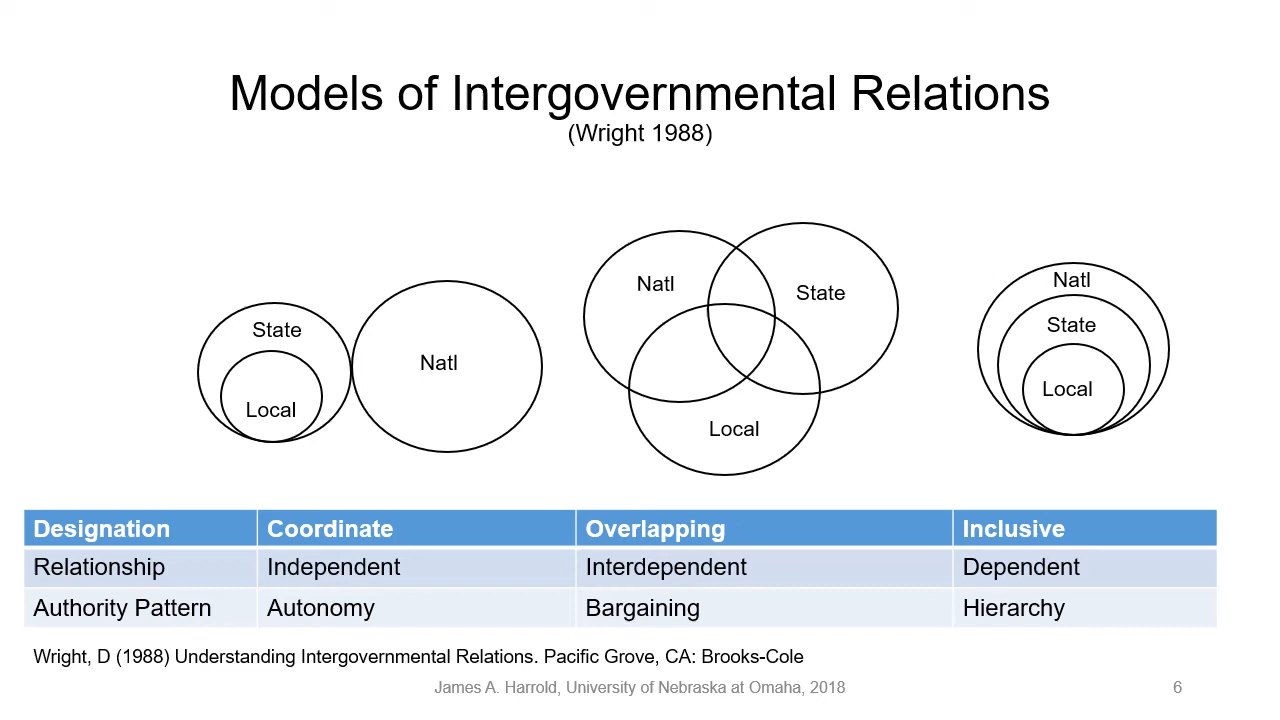 Models of Intergovernmental Relations
(Wright 1988)
State
Local
Natl
Natl
State
Local
Natl
State
Local
Designation Coordinate Overlapping Inclusive
Relationship Independent Interdependent Dependent
Authority Pattern Autonomy Bargaining Hierarchy
Wright, D (1988) Understanding Intergovernmental Relations. Pacific Grove, CA: Brooks-Cole
James A. Harrold, University of Nebraska at Omaha, 2018 6